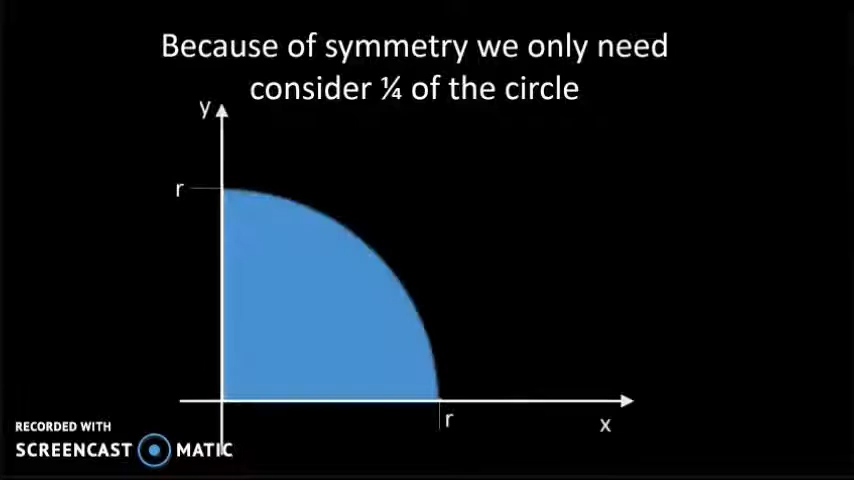 Because of symmetry we only need
consider ¼ of the circle
y
r
r
x
RECORDED WITH
SCREENCAST MATIC